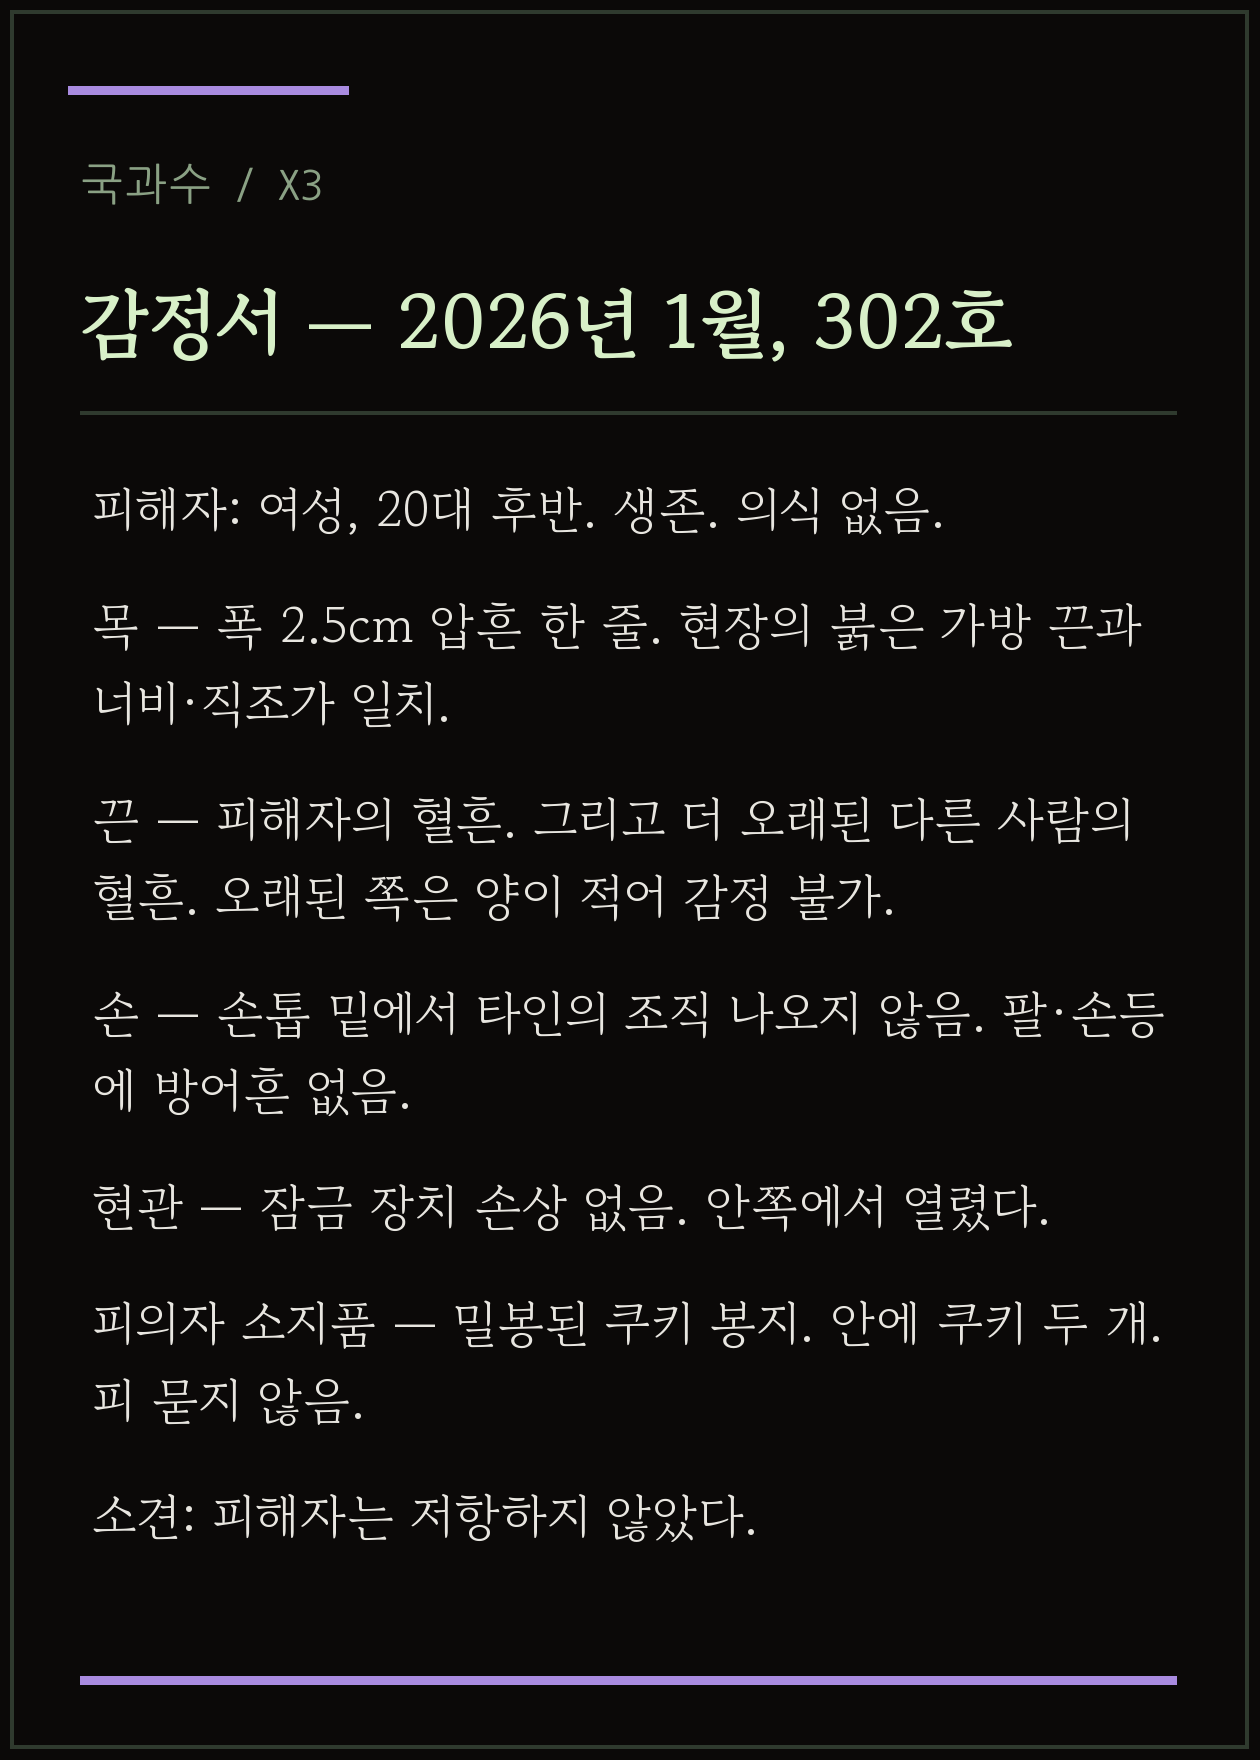 국과수 / X3
감정서 — 2026년 1월, 302호
피해자: 여성, 20대 후반. 생존. 의식 없음.
목 — 폭 2.5cm 압흔 한 줄. 현장의 붉은 가방 끈과
너비·직조가 일치.
끈 — 피해자의 혈흔. 그리고 더 오래된 다른 사람의
혈흔. 오래된 쪽은 양이 적어 감정 불가.
손 — 손톱 밑에서 타인의 조직 나오지 않음. 팔·손등
에 방어흔 없음.
현관 — 잠금 장치 손상 없음. 안쪽에서 열렸다.
피의자 소지품 — 밀봉된 쿠키 봉지. 안에 쿠키 두 개.
피 묻지 않음.
소견: 피해자는 저항하지 않았다.